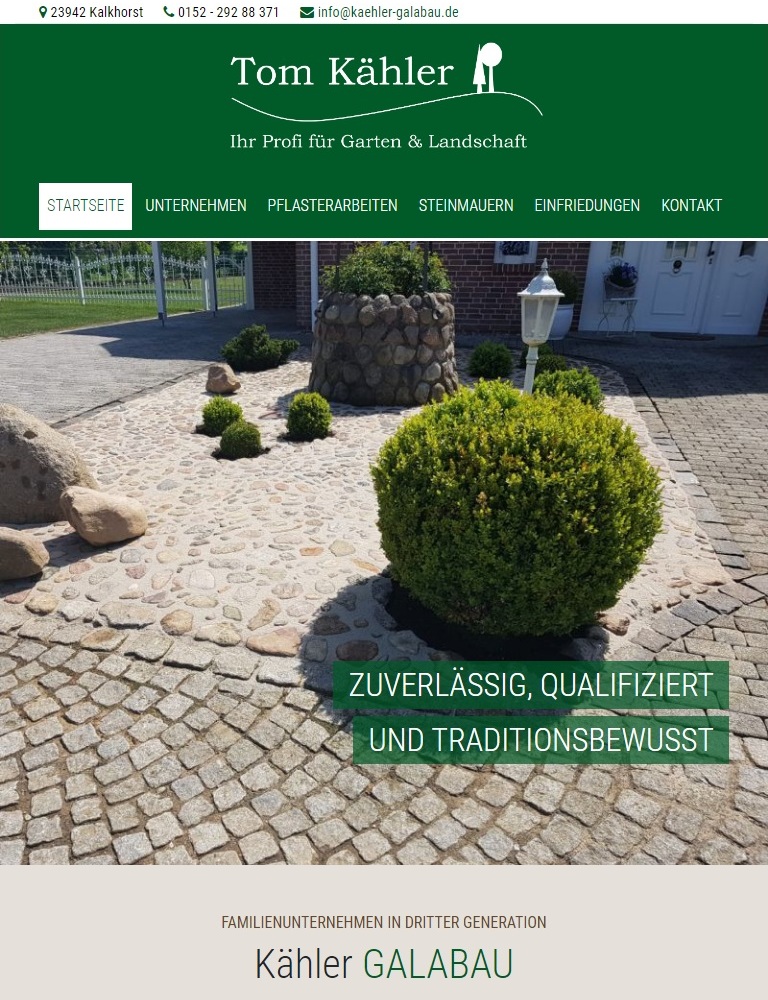 23942 Kalkhorst 0152 - 292 88 371 info@kaehler-galabau.de
Tom Kähler
Ihr Profi für Garten & Landschaft
STARTSEITE UNTERNEHMEN PFLASTERARBEITEN STEINMAUERN EINFRIEDUNGEN KONTAKT
ZUVERLÄSSIG, QUALIFIZIERT
UND TRADITIONSBEWUSST
FAMILIENUNTERNEHMEN IN DRITTER GENERATION
Kähler GALABAU